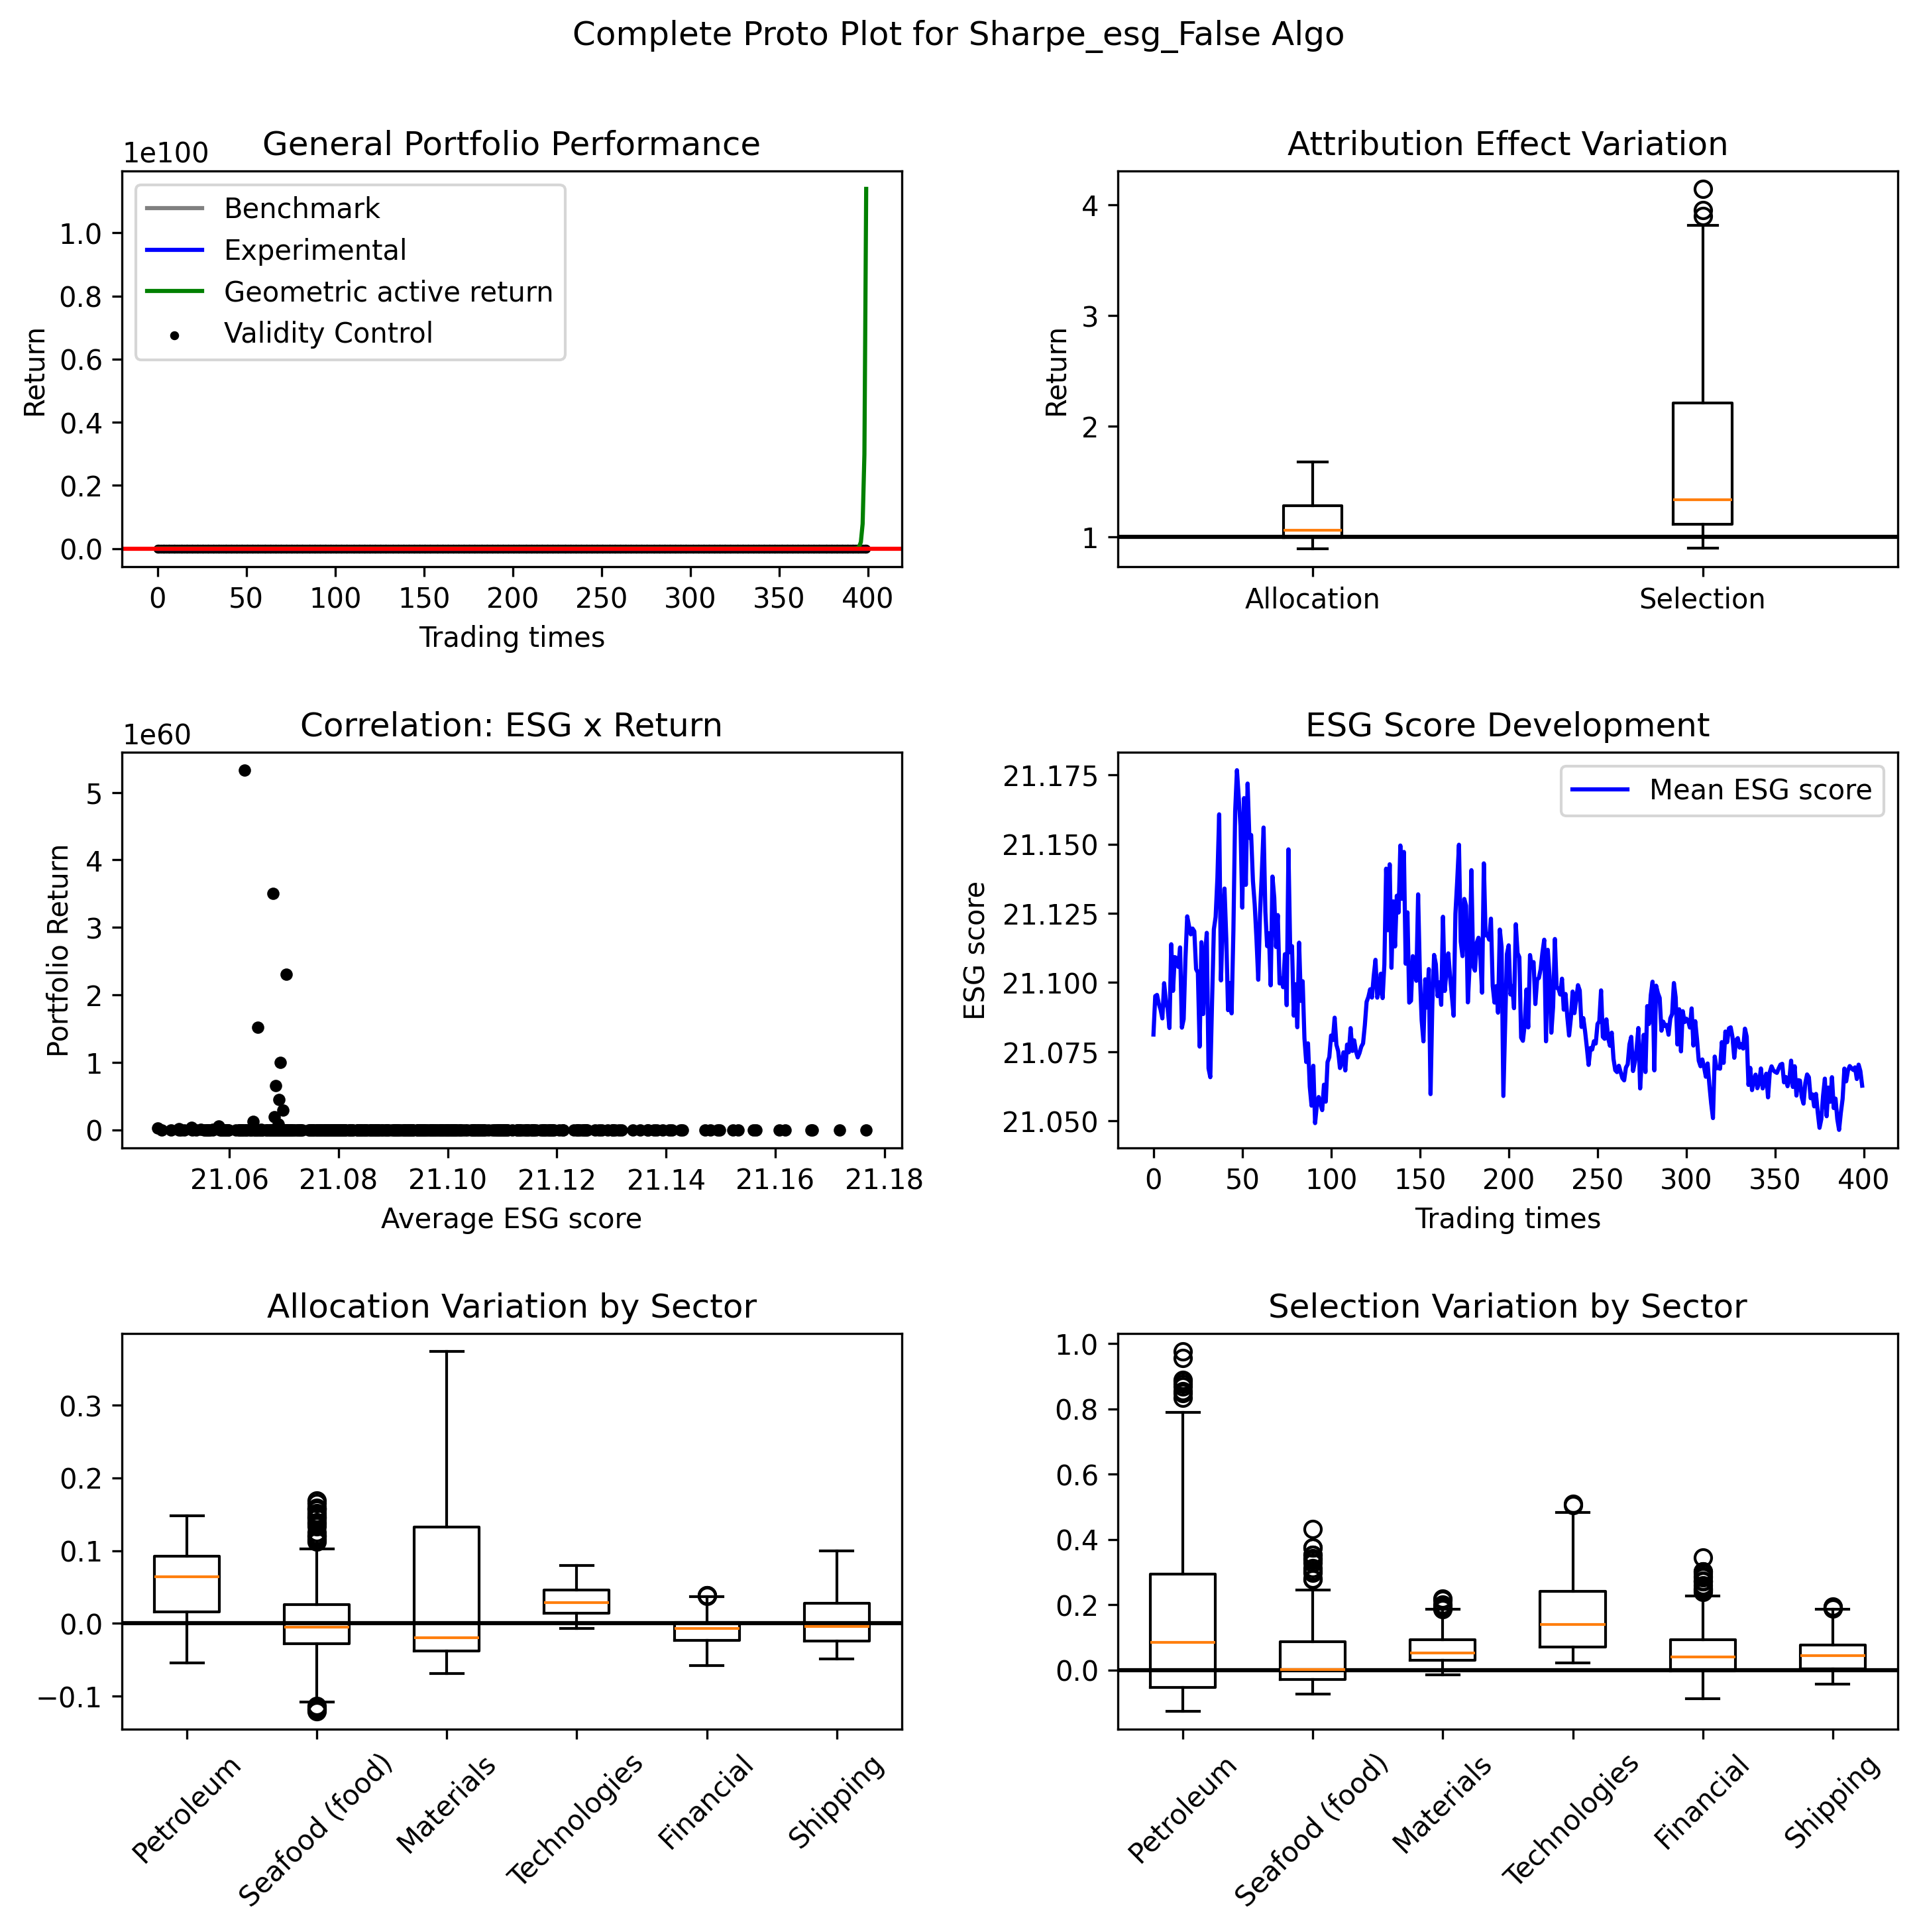 Complete Proto Plot for Sharpe_esg_False Algo
General Portfolio Performance
1e100
Return
1.0
0.8
0.6
0.4
0.2
0.0
Benchmark
Experimental
Geometric active return
Validity Control
0 50 100 150 200 250 300 350 400
Trading times
Attribution Effect Variation
Return
4
3
2
1
Allocation Selection
Correlation: ESG x Return
1e60
Portfolio Return
5
4
3
2
1
0
21.06 21.08 21.10 21.12 21.14 21.16 21.18
Average ESG score
ESG Score Development
ESG score
21.175
21.150
21.125
21.100
21.075
21.050
Mean ESG score
0 50 100 150 200 250 300 350 400
Trading times
Allocation Variation by Sector
0.3
0.2
0.1
0.0
−0.1
Petroleum
Seafood (food)
Materials
Technologies
Financial
Shipping
Selection Variation by Sector
1.0
0.8
0.6
0.4
0.2
0.0
Petroleum
Seafood (food)
Materials
Technologies
Financial
Shipping